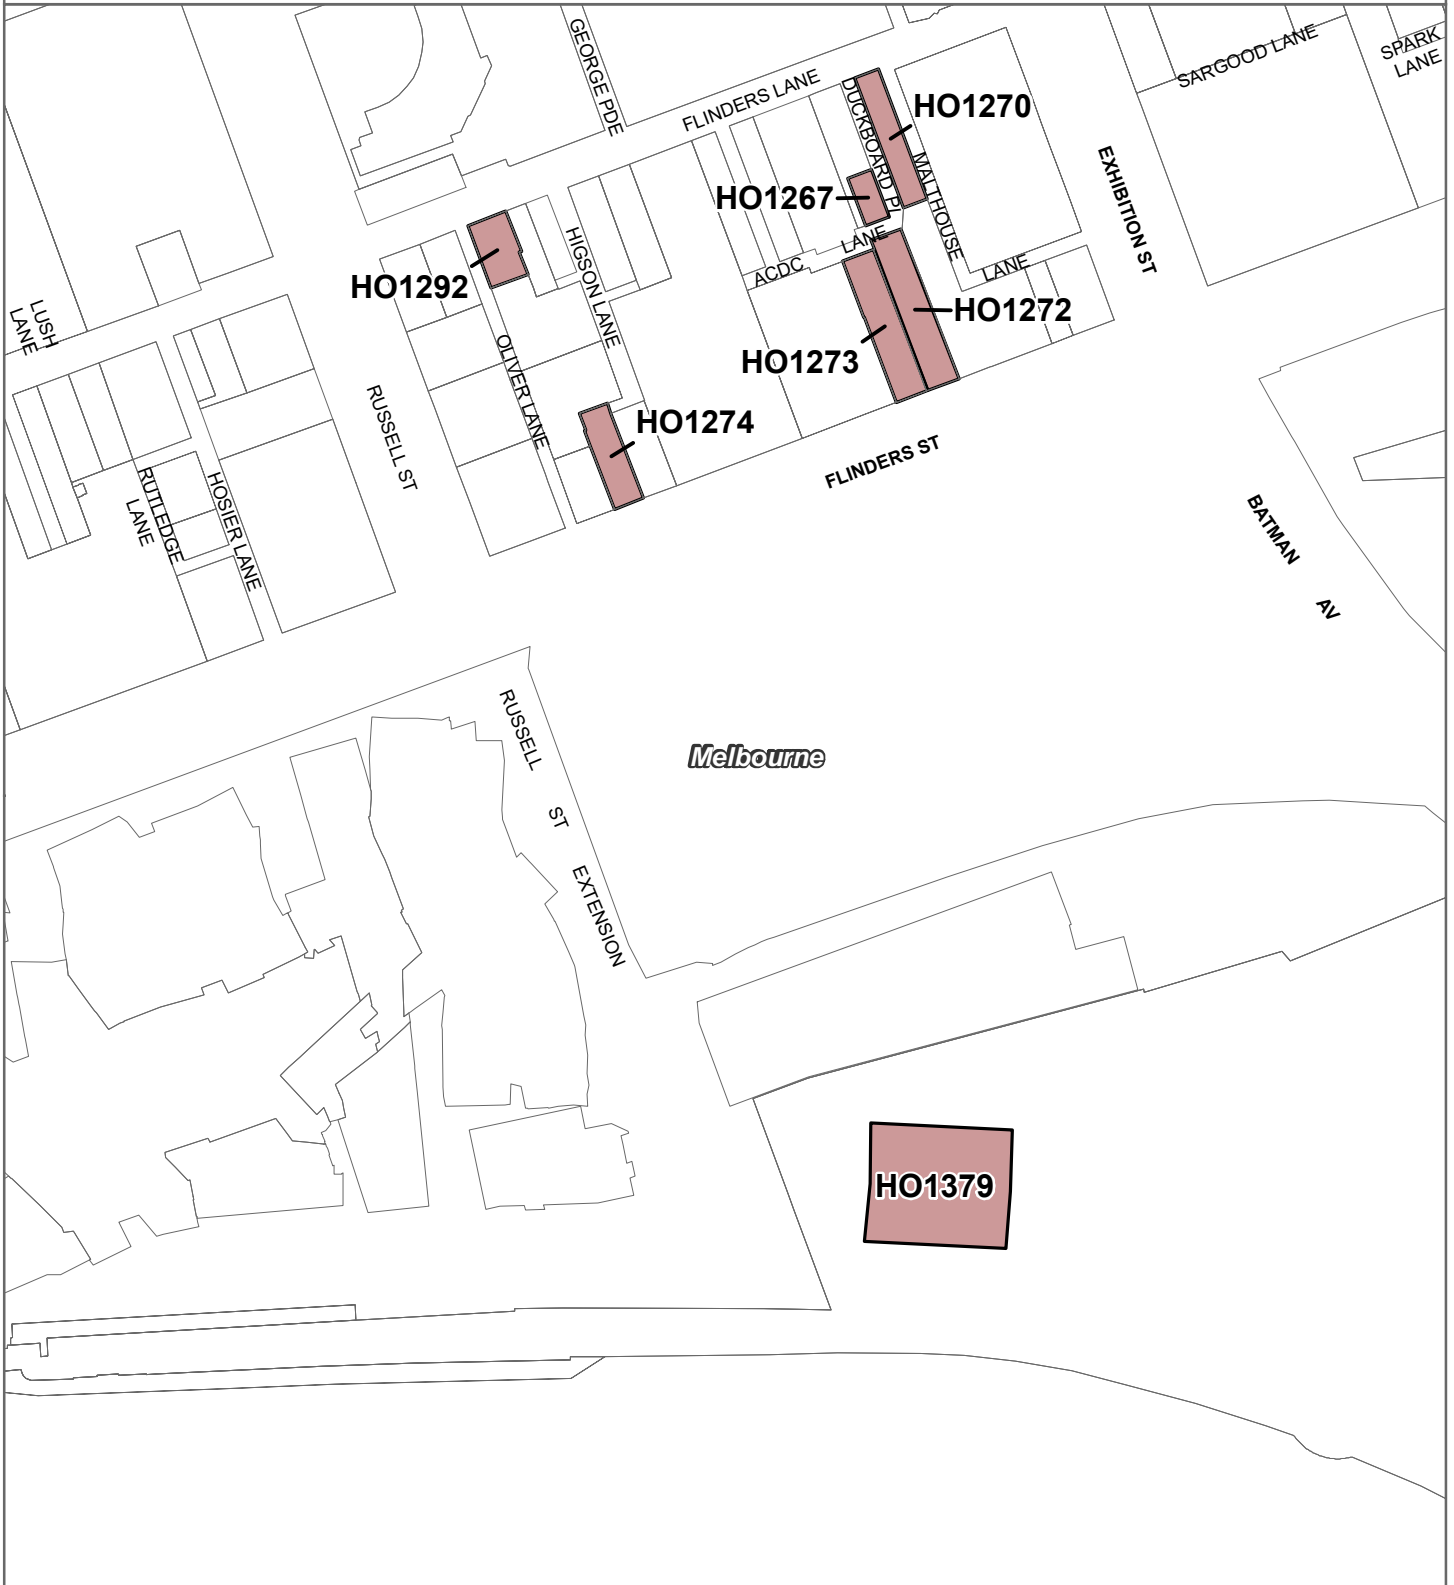 GEORGE PDE
FLINDERS LANE
SARGOOD LANE
SPARK
LANE
DUCKBOARD PL
HO1270
MALTHOUSE
LANE
EXHIBITION ST
HO1267
ACDC
LANE
HO1292
HIGSON LANE
HO1272
LUSH
LANE
HO1273
OLIVER LANE
RUSSELL ST
HO1274
FLINDERS ST
RUTLEDGE
LANE
HOSIER LANE
BATMAN
AV
RUSSELL
ST
EXTENSION
Melbourne
HO1379